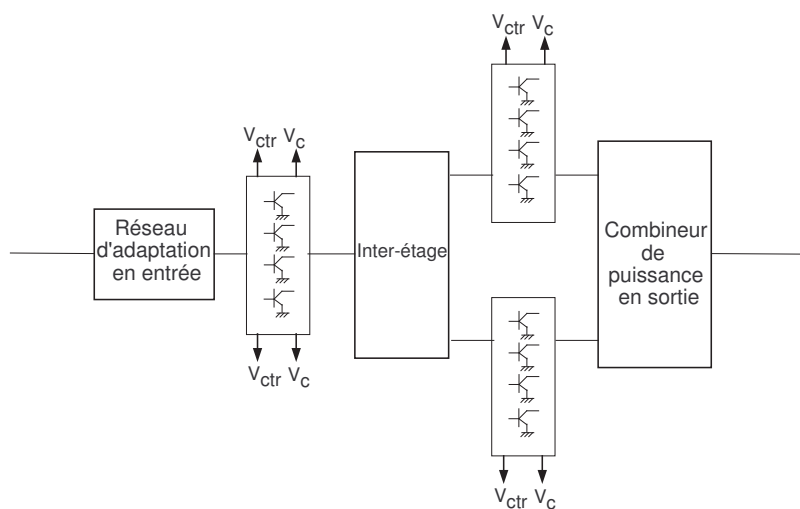 Vctr Vc
Vctr Vc
Réseau
d'adaptation
en entrée
Inter-étage
Combineur
de
puissance
en sortie
Vctr Vc
Vctr Vc